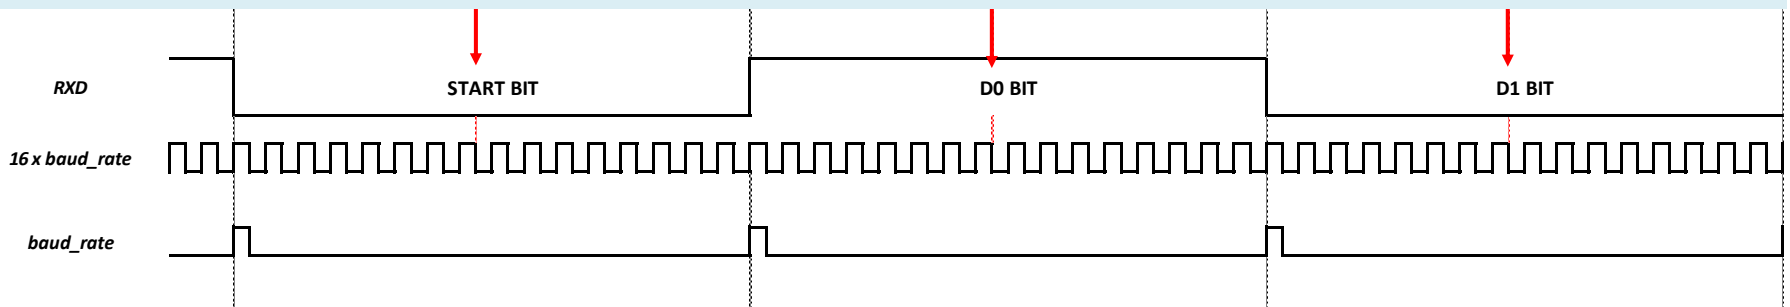 RXD
START BIT
D0 BIT
D1 BIT
16 x baud_rate
baud_rate